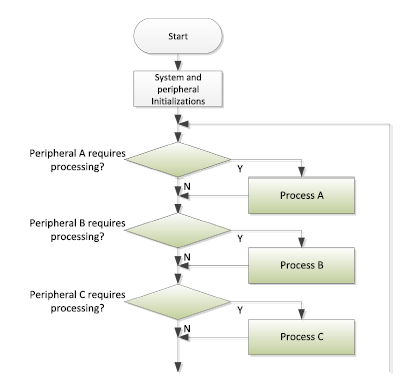 Start
System and
peripheral
Initializations
Peripheral A requires
processing?
Y
N
Process A
Peripheral B requires
processing?
Y
N
Process B
Peripheral C requires
processing?
Y
N
Process C